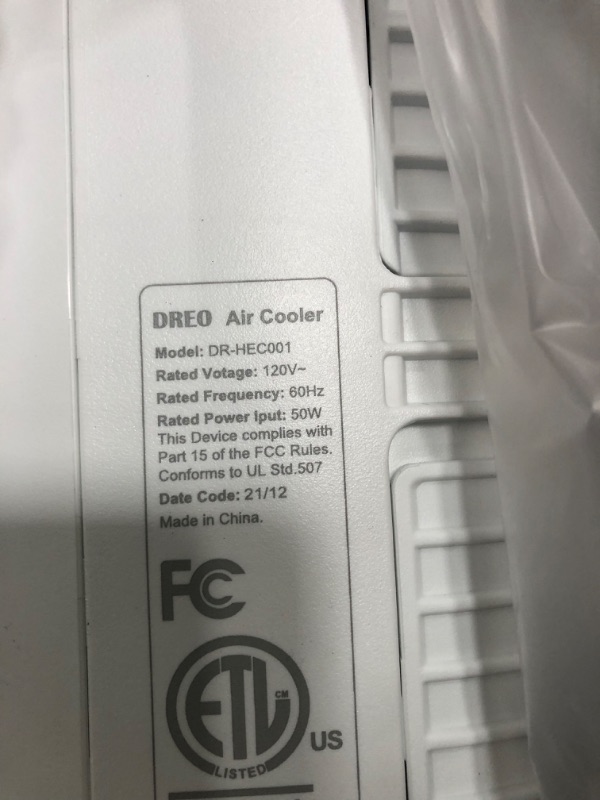 DREO Air Cooler
Model: DR-HEC001
Rated Votage: 120V~
Rated Frequency: 60Hz
Rated Power Iput: 50W
This Device complies with
Part 15 of the FCC Rules.
Conforms to UL Std.507
Date Code: 21/12
Made in China.
FC
ETL CM
US
LISTED